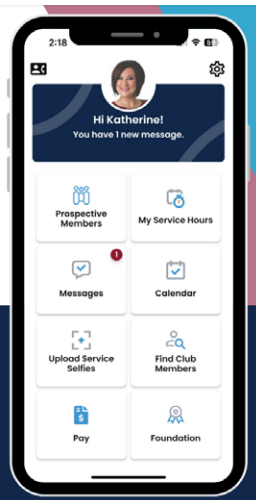 2:18
Hi Katherine!
You have 1 new message.
Prospective
Members
My Service Hours
1
Messages
Calendar
Upload Service
Selfies
Find Club
Members
$
Pay
Foundation